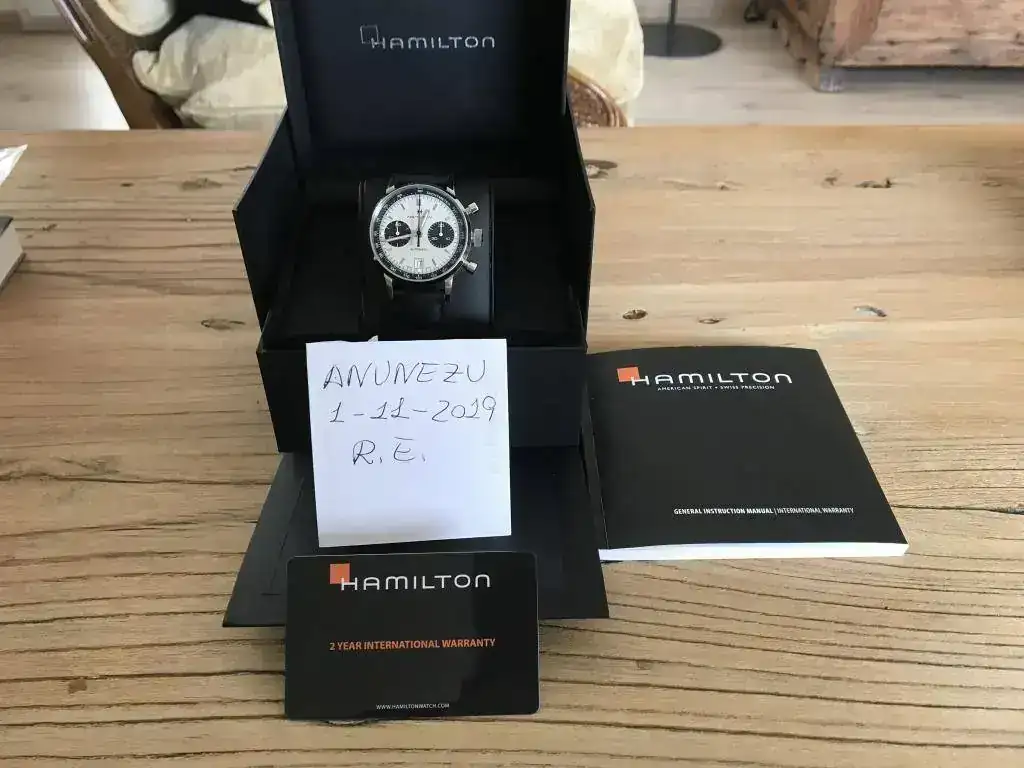 HAMILTON
ANUNEZU
1-11-2019
R.E.
HAMILTON
AMERICAN SPIRIT • SWISS PRECISION
GENERAL INSTRUCTION MANUAL | INTERNATIONAL WARRANTY
HAMILTON
2 YEAR INTERNATIONAL WARRANTY
WWW.HAMILTONWATCH.COM